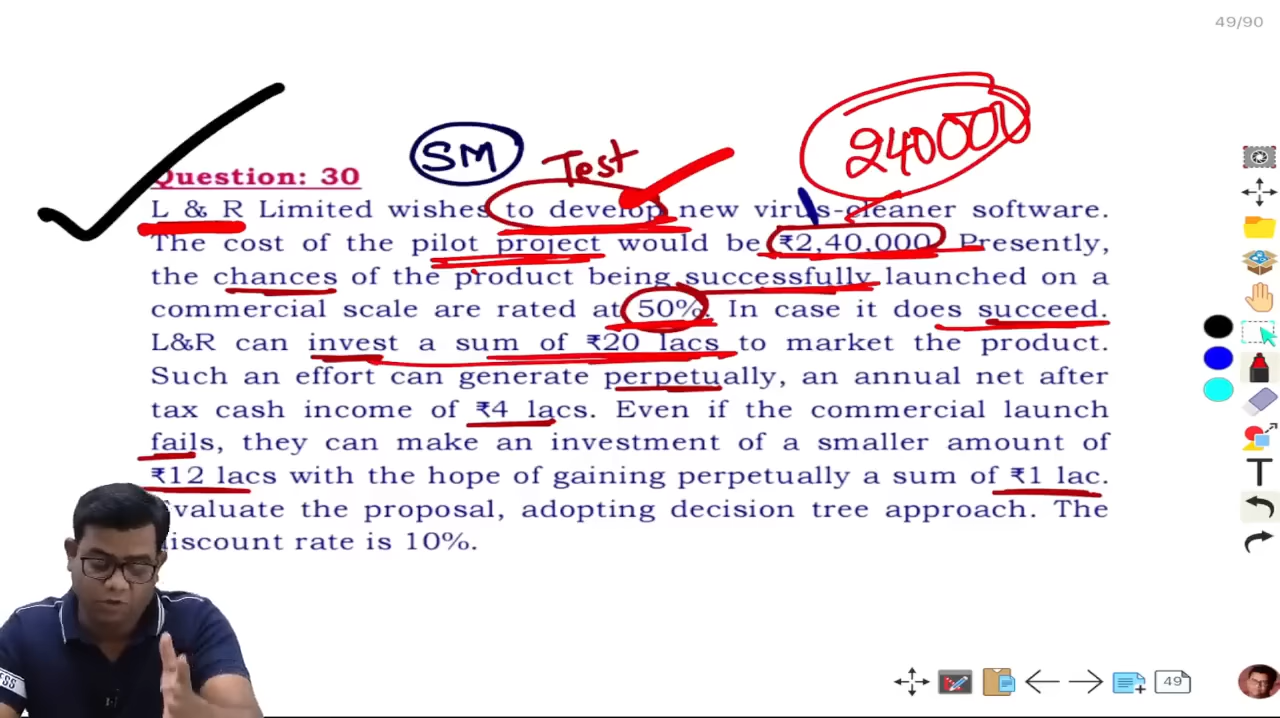 49/90
240000
SM
Test
Question: 30
L & R Limited wishes to develop new virus-cleaner software.
The cost of the pilot project would be ₹2,40,000. Presently,
the chances of the product being successfully launched on a
commercial scale are rated at 50%. In case it does succeed.
L&R can invest a sum of ₹20 lacs to market the product.
Such an effort can generate perpetually, an annual net after
tax cash income of ₹4 lacs. Even if the commercial launch
fails, they can make an investment of a smaller amount of
₹12 lacs with the hope of gaining perpetually a sum of ₹1 lac.
Evaluate the proposal, adopting decision tree approach. The
discount rate is 10%.
T
49